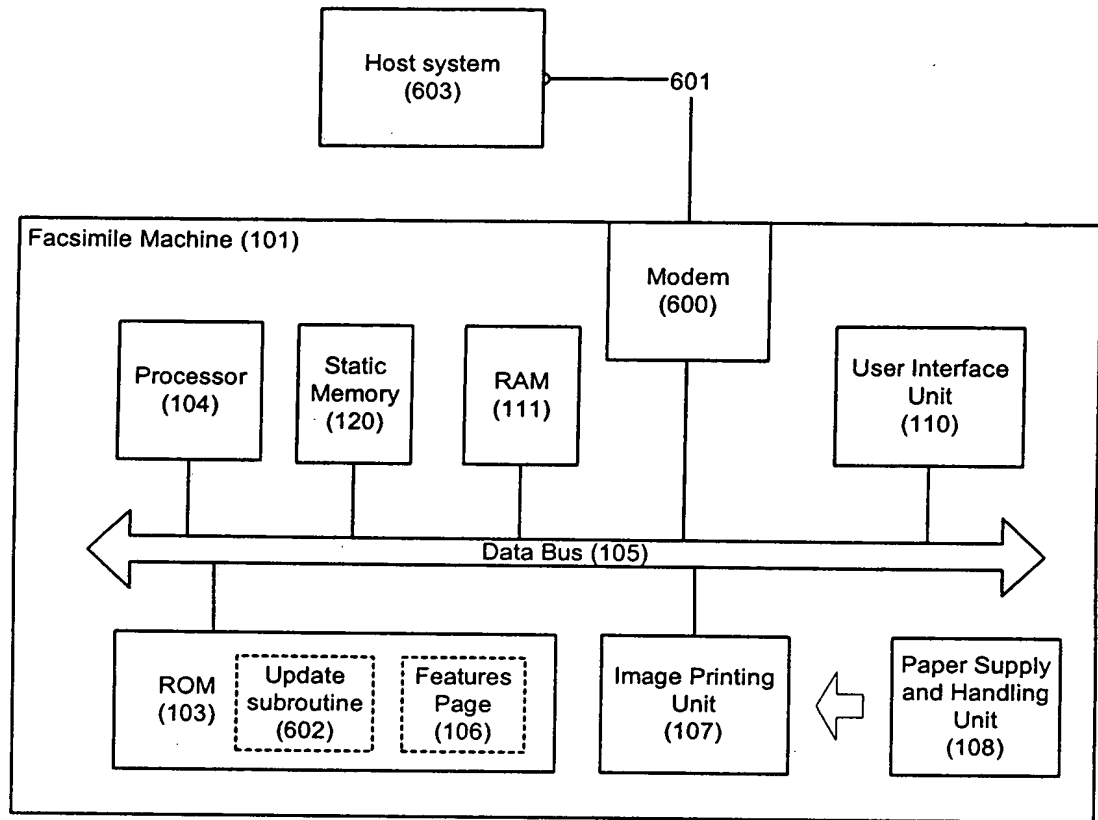 Host system
(603)
601
Facsimile Machine (101)
Modem
(600)
Processor
(104)
Static
Memory
(120)
RAM
(111)
User Interface
Unit
(110)
Data Bus (105)
ROM
(103)
Update
subroutine
(602)
Features
Page
(106)
Image Printing
Unit
(107)
Paper Supply
and Handling
Unit
(108)